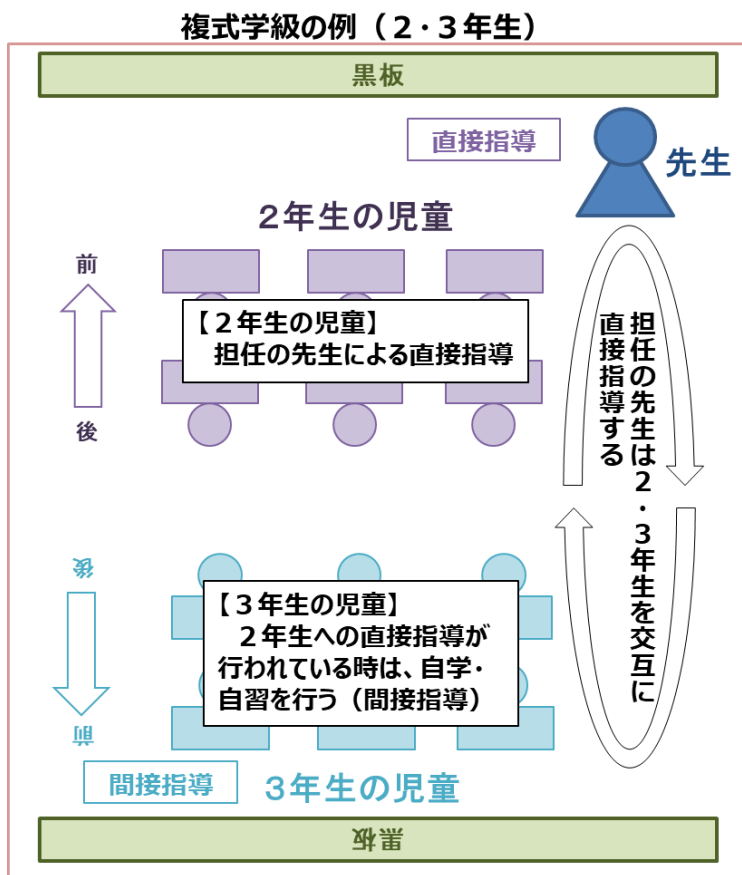 複式学級の例（２・３年生）
黒板
直接指導
先生
2年生の児童
前
後
【２年生の児童】
担任の先生による直接指導
担任の先生は２・３年生を交互に
直接指導する
後
前
【３年生の児童】
２年生への直接指導が
行われている時は、自学・
自習を行う（間接指導）
間接指導
3年生の児童
黒板